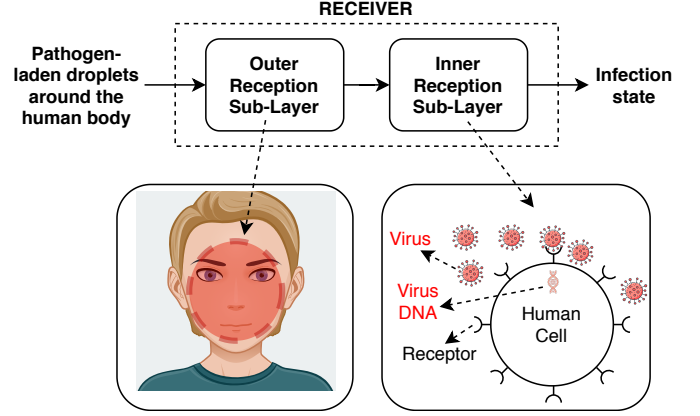 RECEIVER
Pathogen-
laden droplets
around the
human body
Outer
Reception
Sub-Layer
Inner
Reception
Sub-Layer
Infection
state
Virus
Virus
DNA
Human
Cell
Receptor